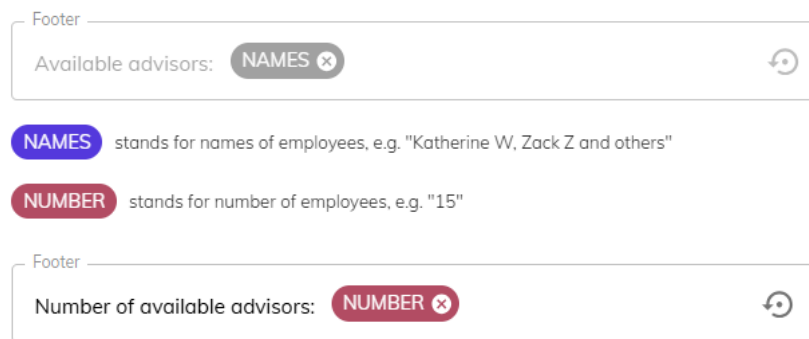 Footer
Available advisors: NAMES
NAMES stands for names of employees, e.g. "Katherine W, Zack Z and others"
NUMBER stands for number of employees, e.g. "15"
Footer
Number of available advisors: NUMBER